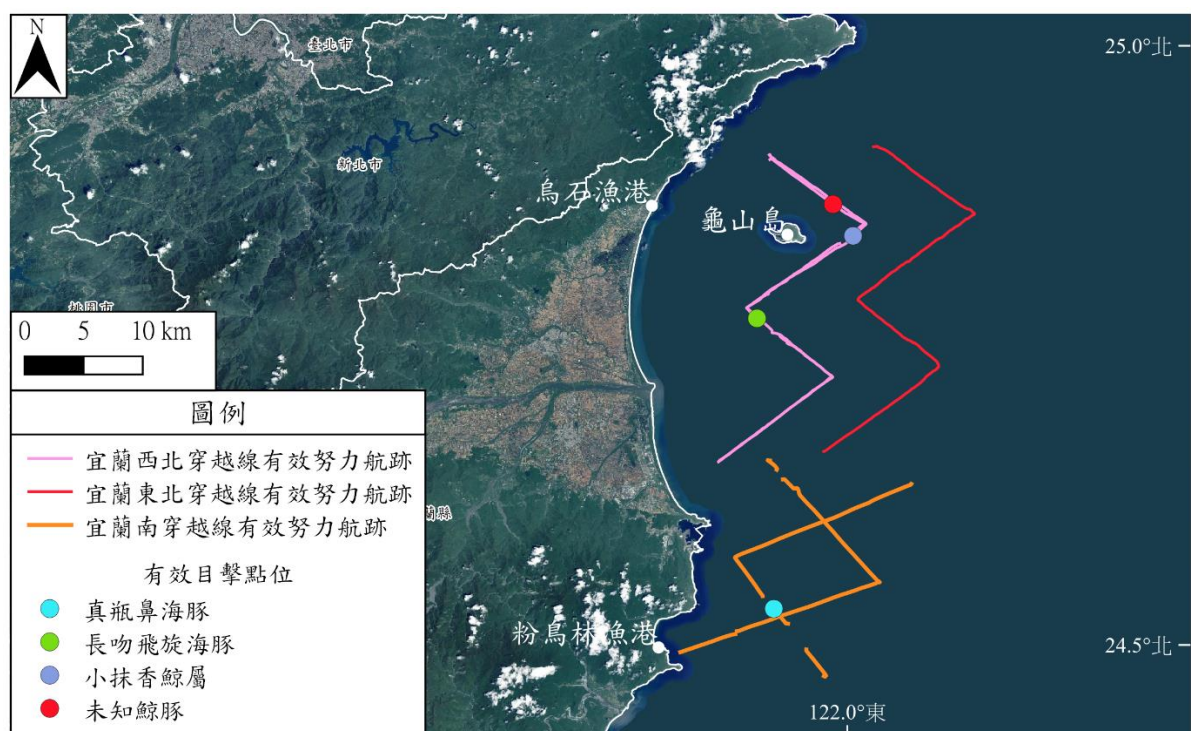 N
臺北市
25.0°北
新北市
烏石漁港
龜山島
桃園市
0 5 10 km
圖例
宜蘭西北穿越線有效努力航跡
宜蘭東北穿越線有效努力航跡
宜蘭南穿越線有效努力航跡
蘭縣
有效目擊點位
真瓶鼻海豚
長吻飛旋海豚
小抹香鯨屬
未知鯨豚
粉鳥林漁港
24.5°北
122.0°東